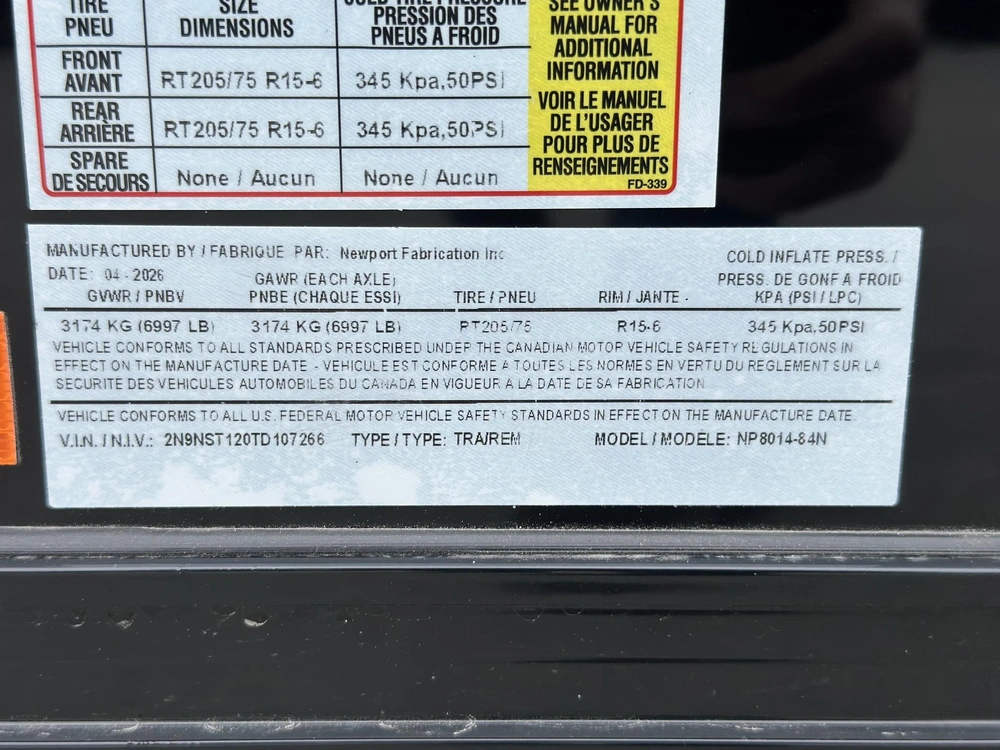 TIRE PNEU
SIZE DIMENSIONS
COLD TIRE PRESSURE PRESSION DES PNEUS A FROID
FRONT AVANT
RT205/75 R15-6
345 Kpa,50PSI
REAR ARRIÈRE
RT205/75 R15-6
345 Kpa,50PSI
SPARE DE SECOURS
None / Aucun
None / Aucun
SEE OWNER'S
MANUAL FOR
ADDITIONAL
INFORMATION
VOIR LE MANUEL
DE L'USAGER
POUR PLUS DE
RENSEIGNEMENTS
FD-339
MANUFACTURED BY / FABRIQUE PAR: Newport Fabrication Inc
DATE: 04 - 2026
GVWR / PNBV
GAWR (EACH AXLE)
PNBE (CHAQUE ESSI)
TIRE / PNEU
RIM / JANTE -
COLD INFLATE PRESS. /
PRESS. DE GONF A FROID
KPA (PSI / LPC)
3174 KG (6997 LB) 3174 KG (6997 LB) RT205/75 R15-6 345 Kpa,50PSI
VEHICLE CONFORMS TO ALL STANDARDS PRESCRIBED UNDER THE CANADIAN MOTOR VEHICLE SAFETY REGULATIONS IN
EFFECT ON THE MANUFACTURE DATE - VEHICULE EST CONFORME A TOUTES LES NORMES EN VERTU DU REGLEMENT SUR LA
SECURITE DES VEHICULES AUTOMOBILES DU CANADA EN VIGUEUR A LA DATE DE SA FABRICATION
VEHICLE CONFORMS TO ALL U.S. FEDERAL MOTOR VEHICLE SAFETY STANDARDS IN EFFECT ON THE MANUFACTURE DATE
V.I.N. / N.I.V.: 2N9NST120TD107266 TYPE / TYPE: TRA/REM MODEL / MODÈLE: NP8014-84N